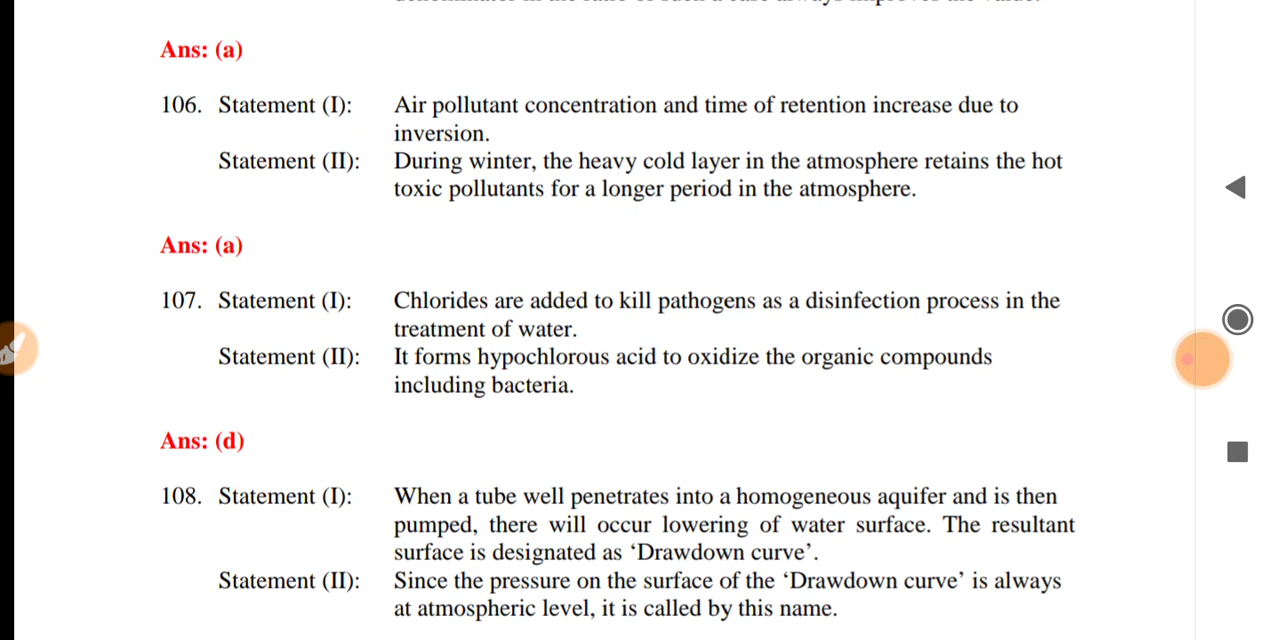 Ans: (a)
106. Statement (I): Air pollutant concentration and time of retention increase due to
inversion.
Statement (II): During winter, the heavy cold layer in the atmosphere retains the hot
toxic pollutants for a longer period in the atmosphere.
Ans: (a)
107. Statement (I): Chlorides are added to kill pathogens as a disinfection process in the
treatment of water.
Statement (II): It forms hypochlorous acid to oxidize the organic compounds
including bacteria.
Ans: (d)
108. Statement (I): When a tube well penetrates into a homogeneous aquifer and is then
pumped, there will occur lowering of water surface. The resultant
surface is designated as ‘Drawdown curve’.
Statement (II): Since the pressure on the surface of the ‘Drawdown curve’ is always
at atmospheric level, it is called by this name.